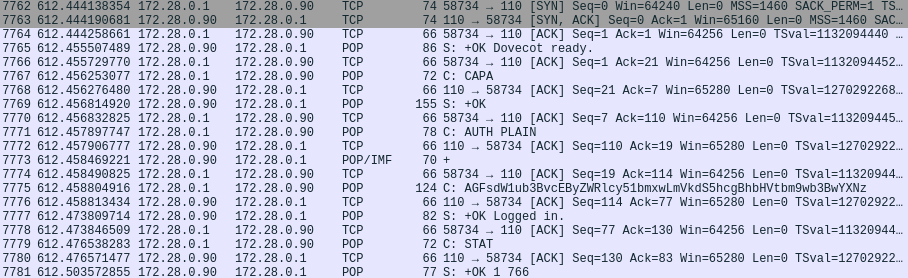 7762 612.444138354 172.28.0.1 172.28.0.90 TCP 74 58734 → 110 [SYN] Seq=0 Win=64240 Len=0 MSS=1460 SACK_PERM=1 TS…
7763 612.444190681 172.28.0.90 172.28.0.1 TCP 74 110 → 58734 [SYN, ACK] Seq=0 Ack=1 Win=65160 Len=0 MSS=1460 SAC…
7764 612.444258661 172.28.0.1 172.28.0.90 TCP 66 58734 → 110 [ACK] Seq=1 Ack=1 Win=64256 Len=0 TSval=1132094440 …
7765 612.455507489 172.28.0.90 172.28.0.1 POP 86 S: +OK Dovecot ready.
7766 612.455729770 172.28.0.1 172.28.0.90 TCP 66 58734 → 110 [ACK] Seq=1 Ack=21 Win=64256 Len=0 TSval=1132094452…
7767 612.456253077 172.28.0.1 172.28.0.90 POP 72 C: CAPA
7768 612.456276480 172.28.0.90 172.28.0.1 TCP 66 110 → 58734 [ACK] Seq=21 Ack=7 Win=65280 Len=0 TSval=1270292268…
7769 612.456814920 172.28.0.90 172.28.0.1 POP 155 S: +OK
7770 612.456832825 172.28.0.1 172.28.0.90 TCP 66 58734 → 110 [ACK] Seq=7 Ack=110 Win=64256 Len=0 TSval=113209445…
7771 612.457897747 172.28.0.1 172.28.0.90 POP 78 C: AUTH PLAIN
7772 612.457906777 172.28.0.90 172.28.0.1 TCP 66 110 → 58734 [ACK] Seq=110 Ack=19 Win=65280 Len=0 TSval=12702922…
7773 612.458469221 172.28.0.90 172.28.0.1 POP/IMF 70 +
7774 612.458490825 172.28.0.1 172.28.0.90 TCP 66 58734 → 110 [ACK] Seq=19 Ack=114 Win=64256 Len=0 TSval=11320944…
7775 612.458804916 172.28.0.1 172.28.0.90 POP 124 C: AGFsdW1ub3BvcEByZWRlcy51bmxwLmVkdS5hcgBhbHVtbm9wb3BwYXNz
7776 612.458813434 172.28.0.90 172.28.0.1 TCP 66 110 → 58734 [ACK] Seq=114 Ack=77 Win=65280 Len=0 TSval=12702922…
7777 612.473809714 172.28.0.90 172.28.0.1 POP 82 S: +OK Logged in.
7778 612.473846509 172.28.0.1 172.28.0.90 TCP 66 58734 → 110 [ACK] Seq=77 Ack=130 Win=64256 Len=0 TSval=11320944…
7779 612.476538283 172.28.0.1 172.28.0.90 POP 72 C: STAT
7780 612.476571477 172.28.0.90 172.28.0.1 TCP 66 110 → 58734 [ACK] Seq=130 Ack=83 Win=65280 Len=0 TSval=12702922…
7781 612.503572855 172.28.0.90 172.28.0.1 POP 77 S: +OK 1 766